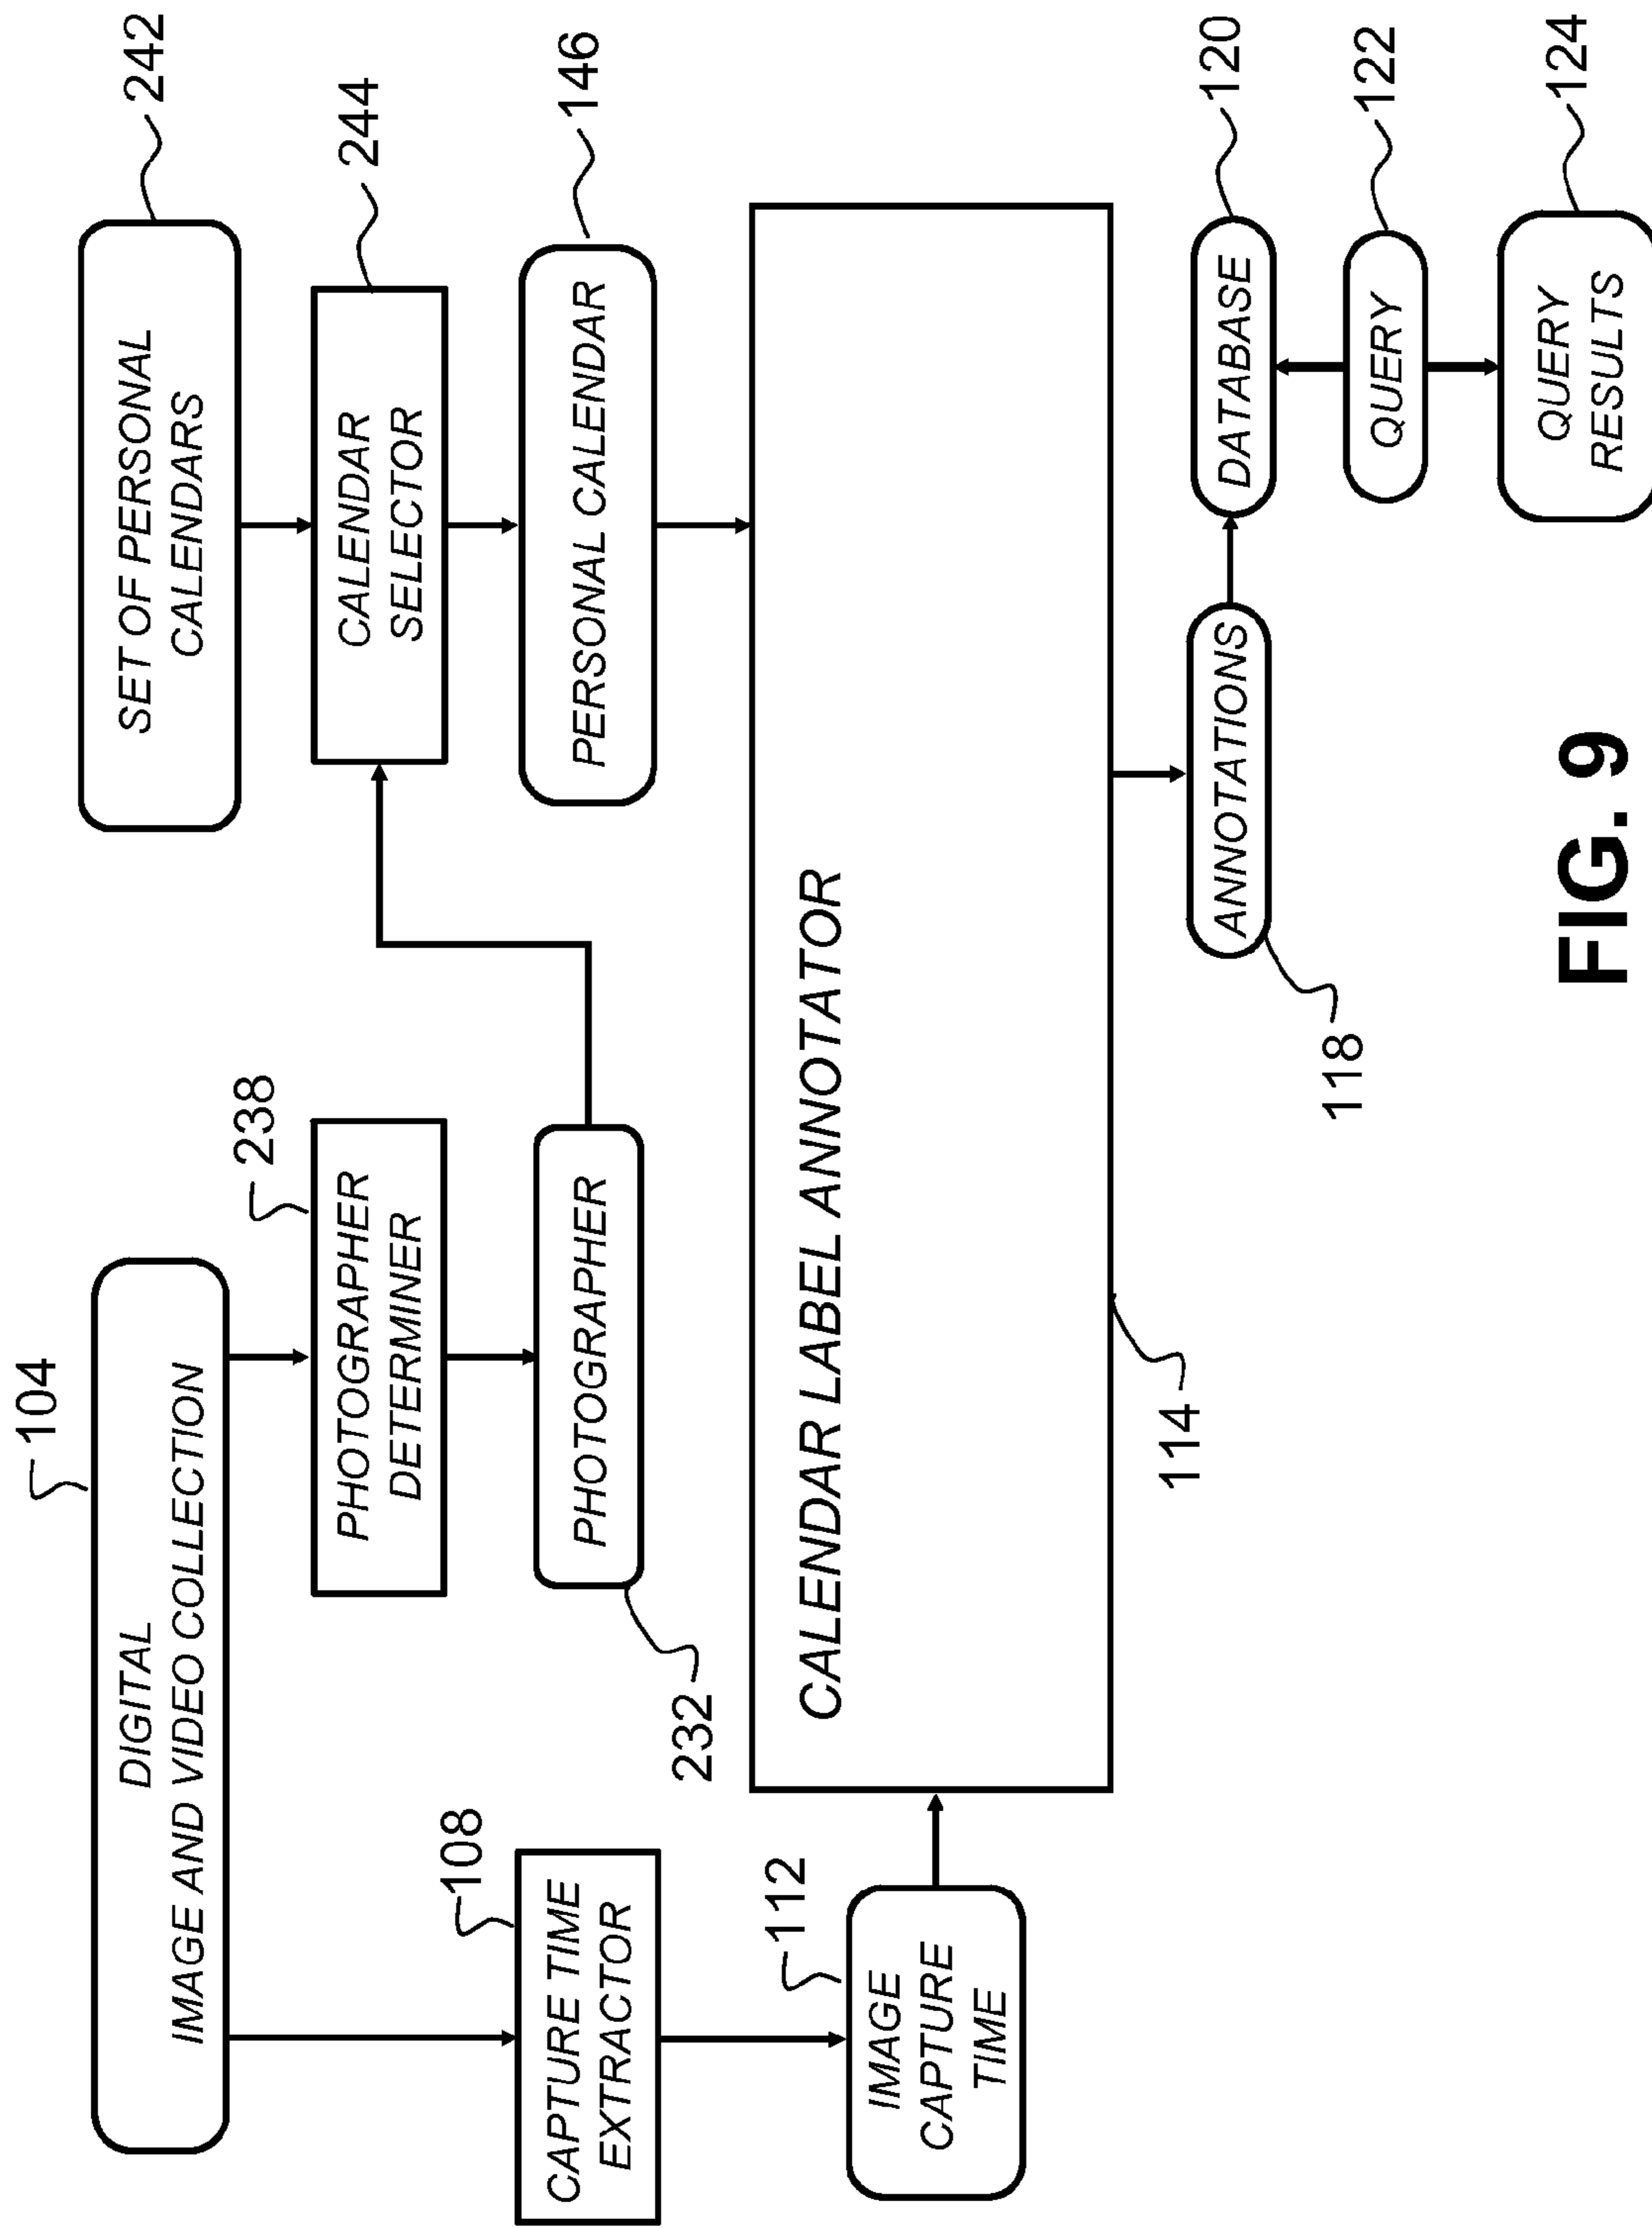 104
DIGITAL
IMAGE AND VIDEO COLLECTION
SET OF PERSONAL
CALENDARS
242
238
PHOTOGRAPHER
DETERMINER
CALENDAR
SELECTOR
244
108
CAPTURE TIME
EXTRACTOR
PHOTOGRAPHER
232
PERSONAL CALENDAR
146
112
IMAGE
CAPTURE
TIME
CALENDAR LABEL ANNOTATOR
114
ANNOTATIONS
118
DATABASE
120
QUERY
122
QUERY
RESULTS
124
FIG. 9